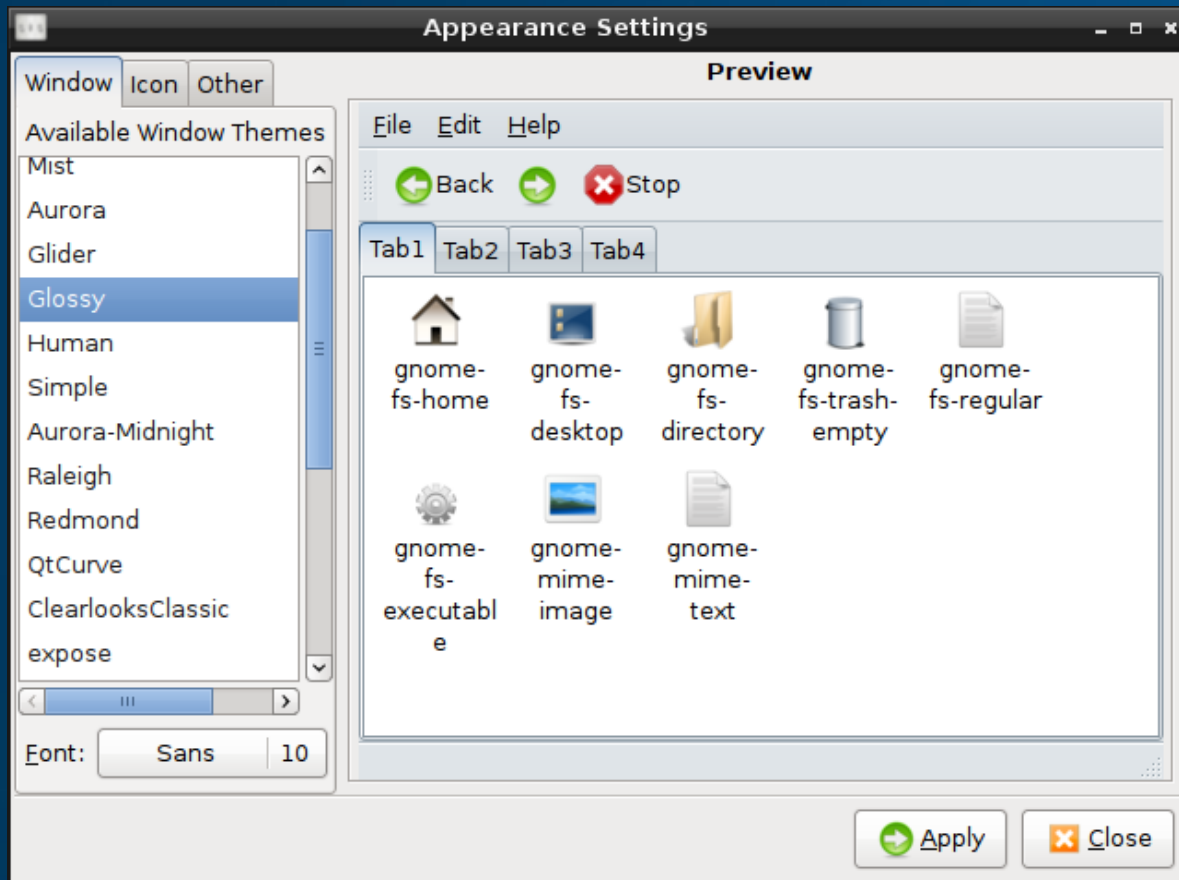 Appearance Settings
Window Icon Other
Available Window Themes
Mist
Aurora
Glider
Glossy
Human
Simple
Aurora-Midnight
Raleigh
Redmond
QtCurve
ClearlooksClassic
expose
Font: Sans 10
Preview
File Edit Help
Back Stop
Tab1 Tab2 Tab3 Tab4
gnome-
fs-home
gnome-
fs-
desktop
gnome-
fs-
directory
gnome-
fs-trash-
empty
gnome-
fs-regular
gnome-
fs-
executabl
e
gnome-
mime-
image
gnome-
mime-
text
Apply Close